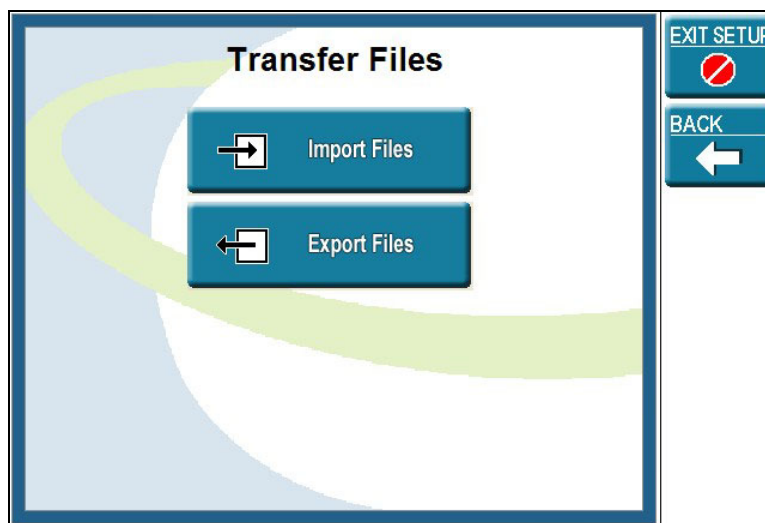 Transfer Files
Import Files
Export Files
EXIT SETUP
BACK